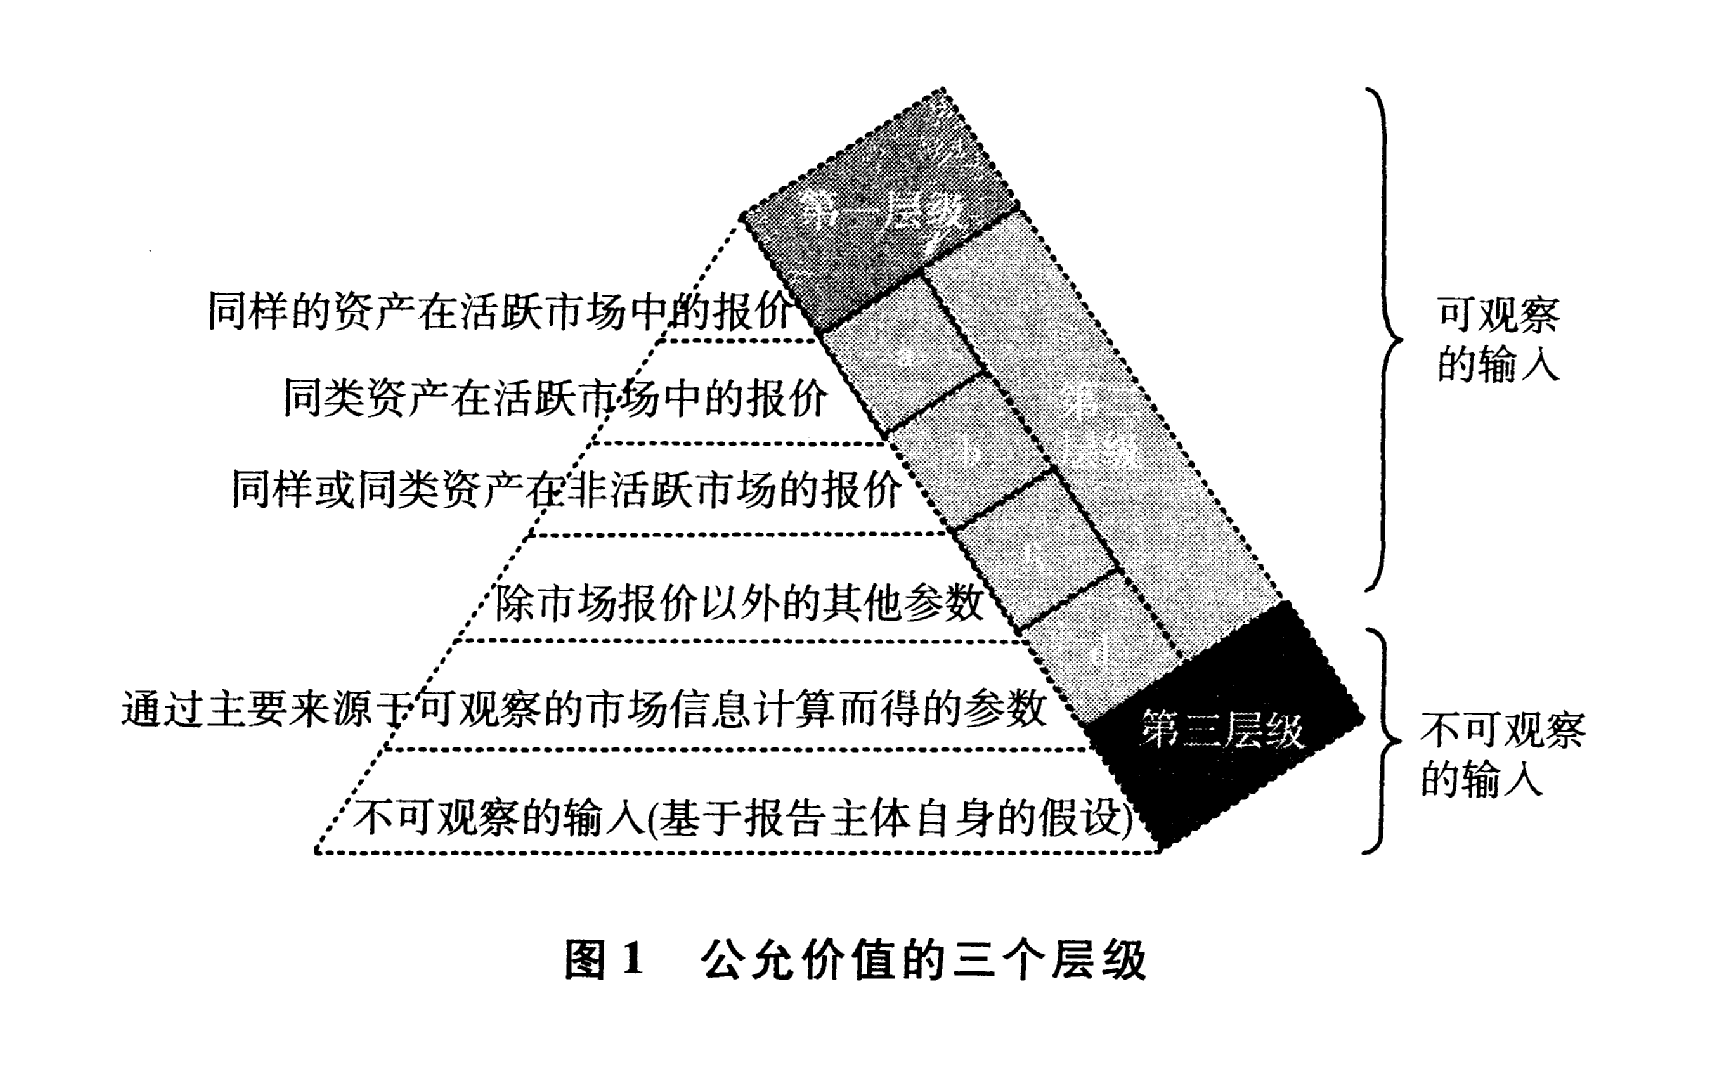 第一层级
同样的资产在活跃市场中的报价
a
同类资产在活跃市场中的报价
b
第二
层级
同样或同类资产在非活跃市场的报价
除市场报价以外的其他参数
d
通过主要来源于可观察的市场信息计算而得的参数
第三层级
不可观察的输入(基于报告主体自身的假设)
可观察
的输入
不可观察
的输入
图1 公允价值的三个层级